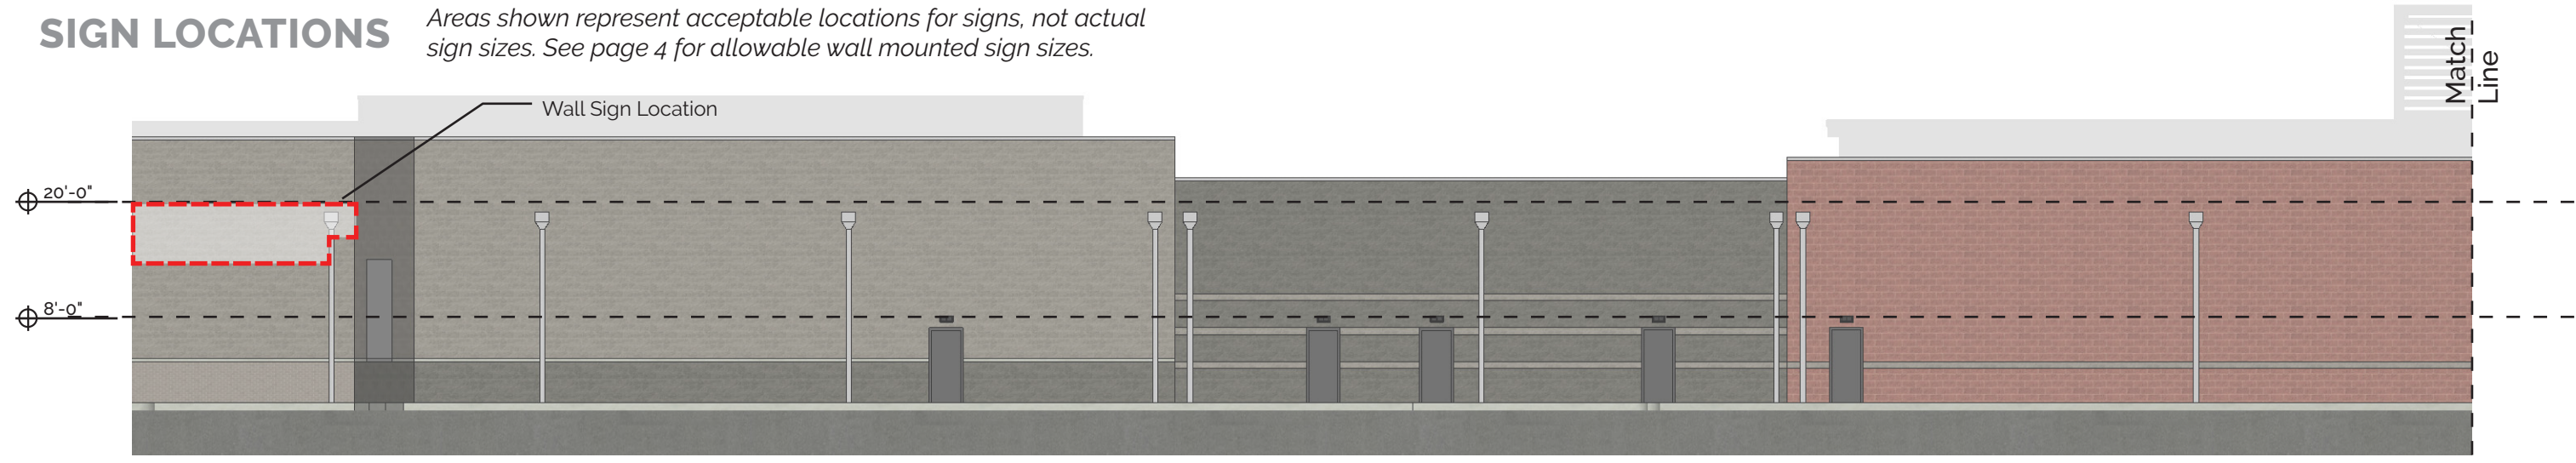 SIGN LOCATIONS
Areas shown represent acceptable locations for signs, not actual
sign sizes. See page 4 for allowable wall mounted sign sizes.
Match
Line
Wall Sign Location
20'-0"
8'-0"